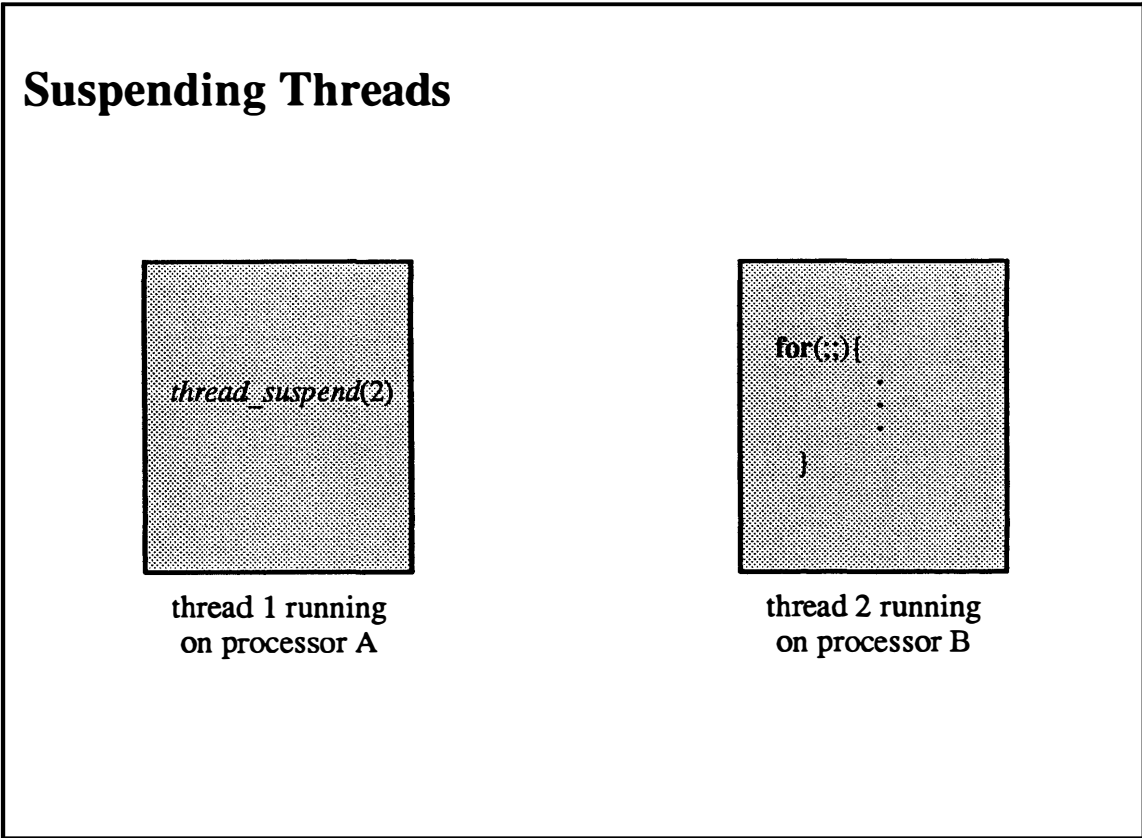 Suspending Threads
thread_suspend(2)
for(;;){
.
.
.
}
thread 1 running
on processor A
thread 2 running
on processor B